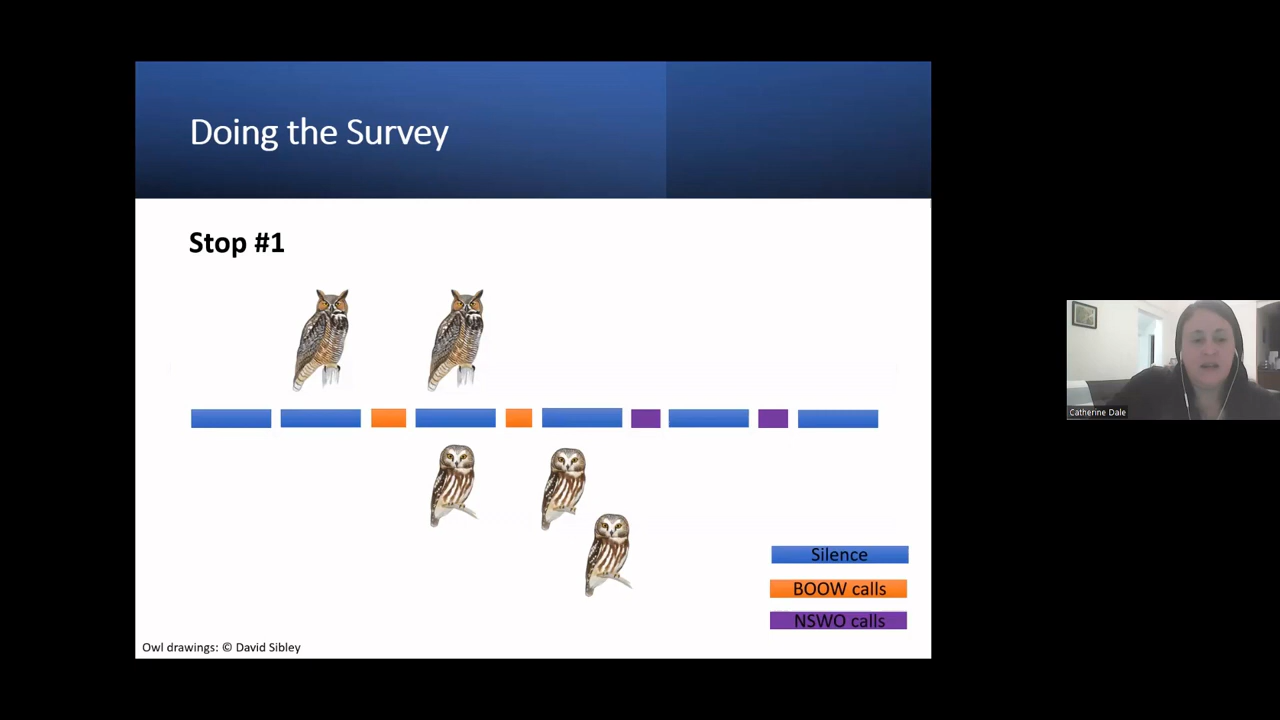 Doing the Survey
Stop #1
Silence
BOOW calls
NSWO calls
Owl drawings: © David Sibley
Catherine Dale